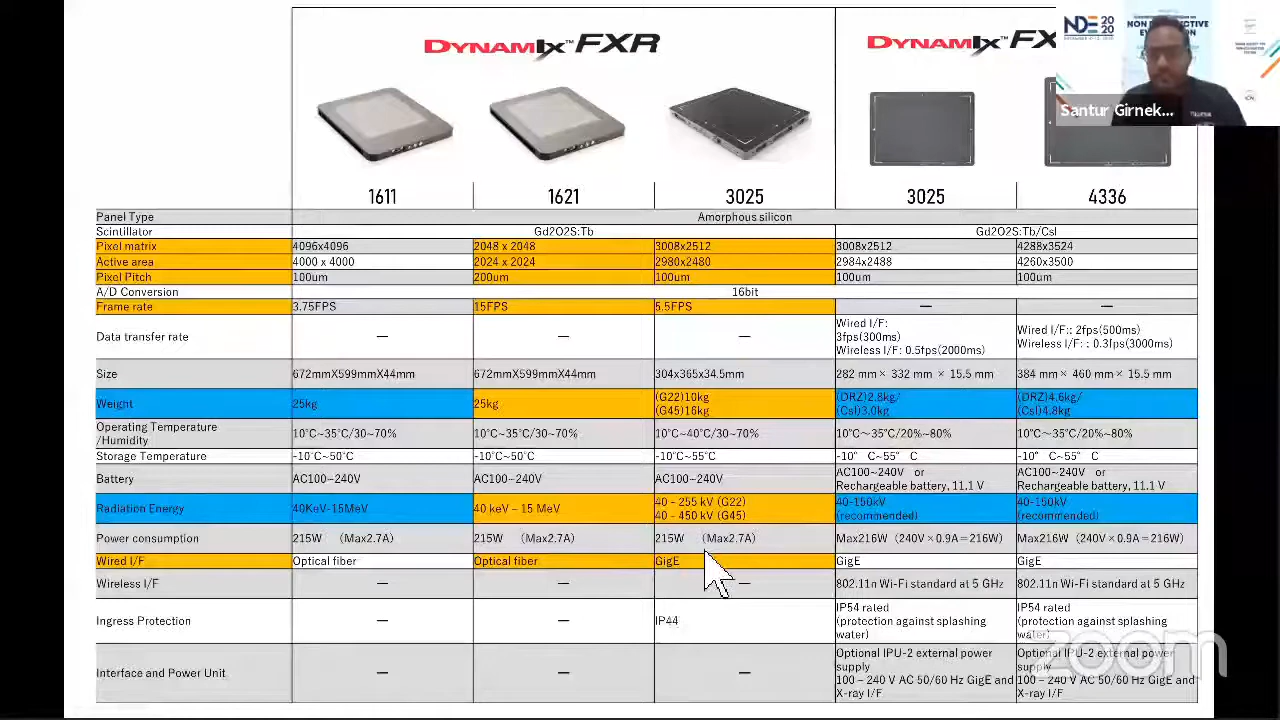 DYNAMIx™ FXR
DYNAMIx™ FX
NDE 20
2020
NON DE
CTIVE
Santur Girnek...
1611 1621 3025 3025 4336
Panel Type Amorphous silicon
Scintillator Gd2O2S:Tb Gd2O2S:Tb/CsI
Pixel matrix 4096x4096 2048 x 2048 3008x2512 3008x2512 4288x3524
Active area 4000 x 4000 2024 x 2024 2980x2480 2984x2488 4260x3500
Pixel Pitch 100um 200um 100um 100um 100um
A/D Conversion 16bit
Frame rate 3.75FPS 15FPS 5.5FPS — —
Data transfer rate — — — Wired I/F: 3fps(300ms) Wireless I/F: 0.5fps(2000ms) Wired I/F:: 2fps(500ms) Wireless I/F: : 0.3fps(3000ms)
Size 672mmX599mmX44mm 672mmX599mmX44mm 304x365x34.5mm 282 mm× 332 mm × 15.5 mm 384 mm × 460 mm × 15.5 mm
Weight 25kg 25kg (G22)10kg (G45)16kg (DRZ)2.8kg/ (CsI)3.0kg (DRZ)4.6kg/ (CsI)4.8kg
Operating Temperature /Humidity 10℃~35℃/30~70% 10℃~35℃/30~70% 10℃~40℃/30~70% 10℃～35℃/20%~80% 10℃～35℃/20%~80%
Storage Temperature -10℃~50℃ -10℃~50℃ -10℃~55℃ -10° C~55° C -10° C~55° C
Battery AC100~240V AC100~240V AC100~240V AC100~240V or Rechargeable battery, 11.1 V AC100~240V or Rechargeable battery, 11.1 V
Radiation Energy 40KeV-15MeV 40 keV – 15 MeV 40 – 255 kV (G22) 40 – 450 kV (G45) 40-150kV (recommended) 40-150kV (recommended)
Power consumption 215W （Max2.7A） 215W （Max2.7A） 215W （Max2.7A） Max216W（240V×0.9A=216W） Max216W（240V×0.9A=216W）
Wired I/F Optical fiber Optical fiber GigE GigE GigE
Wireless I/F — — — 802.11n Wi-Fi standard at 5 GHz 802.11n Wi-Fi standard at 5 GHz
Ingress Protection — — IP44 IP54 rated (protection against splashing water) IP54 rated (protection against splashing water)
Interface and Power Unit — — — Optional IPU-2 external power supply 100 – 240 V AC 50/60 Hz GigE and X-ray I/F Optional IPU-2 external power supply 100 – 240 V AC 50/60 Hz GigE and X-ray I/F
zoom